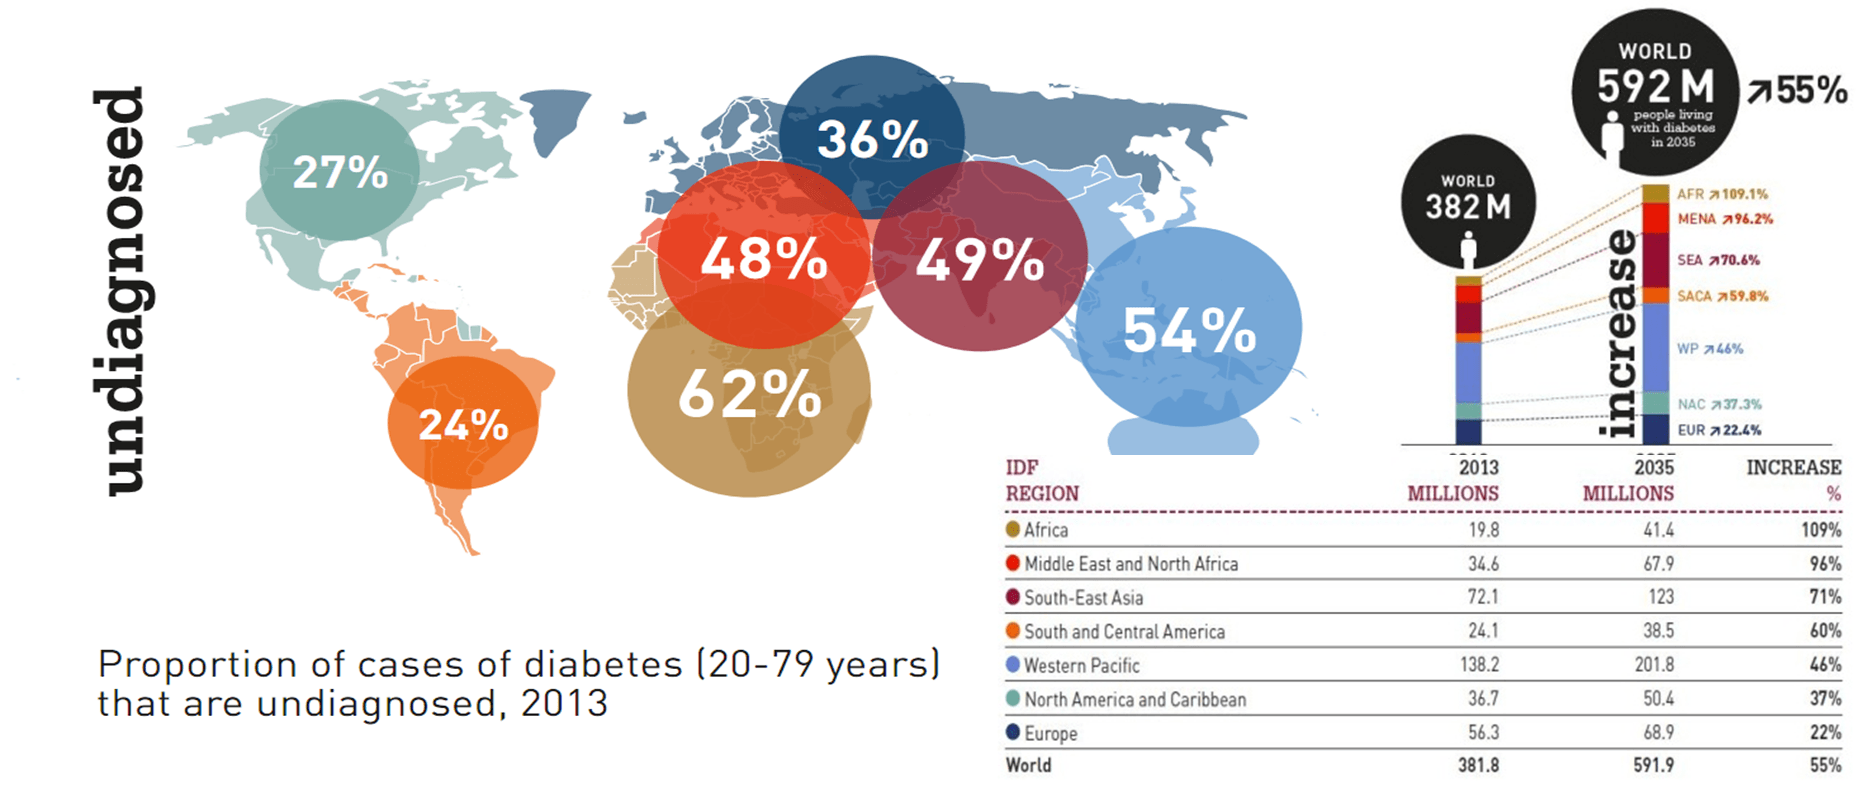 undiagnosed
27%
36%
48%
49%
54%
62%
24%
Proportion of cases of diabetes (20-79 years)
that are undiagnosed, 2013
WORLD
382 M
WORLD
592 M
people living
with diabetes
in 2035
↗55%
increase
AFR ↗109.1%
MENA ↗96.2%
SEA ↗70.6%
SACA ↗59.8%
WP ↗46%
NAC ↗37.3%
EUR ↗22.4%
IDF 2013 2035 INCREASE
REGION MILLIONS MILLIONS %
Africa 19.8 41.4 109%
Middle East and North Africa 34.6 67.9 96%
South-East Asia 72.1 123 71%
South and Central America 24.1 38.5 60%
Western Pacific 138.2 201.8 46%
North America and Caribbean 36.7 50.4 37%
Europe 56.3 68.9 22%
World 381.8 591.9 55%